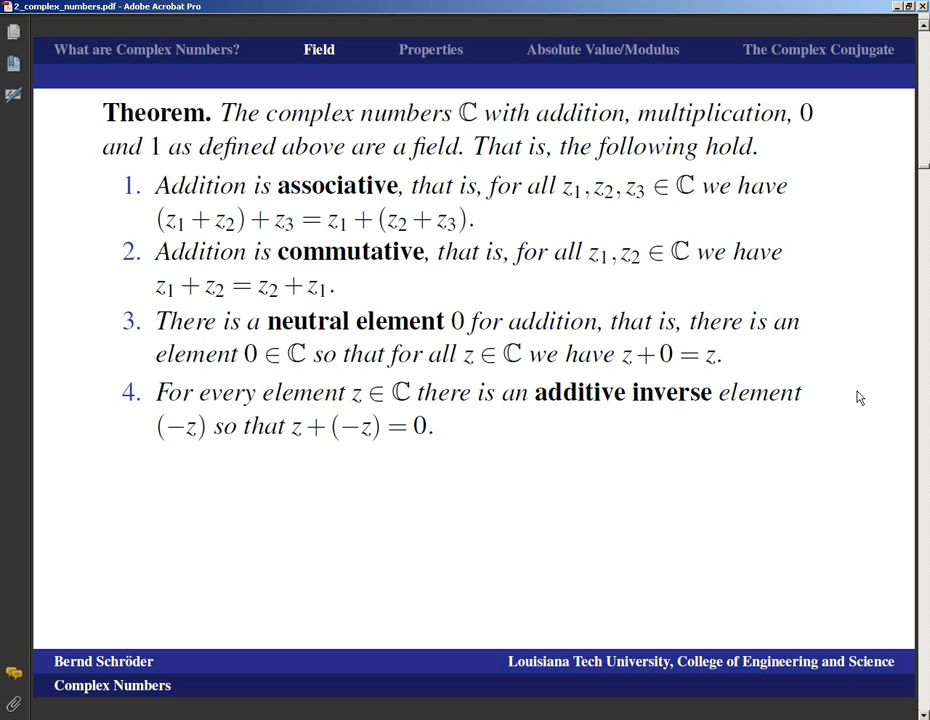 2_complex_numbers.pdf - Adobe Acrobat Pro
What are Complex Numbers? Field Properties Absolute Value/Modulus The Complex Conjugate
Theorem. The complex numbers ℂ with addition, multiplication, 0
and 1 as defined above are a field. That is, the following hold.
1. Addition is associative, that is, for all z₁,z₂,z₃ ∈ ℂ we have
(z₁ + z₂) + z₃ = z₁ + (z₂ + z₃).
2. Addition is commutative, that is, for all z₁,z₂ ∈ ℂ we have
z₁ + z₂ = z₂ + z₁.
3. There is a neutral element 0 for addition, that is, there is an
element 0 ∈ ℂ so that for all z ∈ ℂ we have z + 0 = z.
4. For every element z ∈ ℂ there is an additive inverse element
(−z) so that z + (−z) = 0.
Bernd Schröder Louisiana Tech University, College of Engineering and Science
Complex Numbers